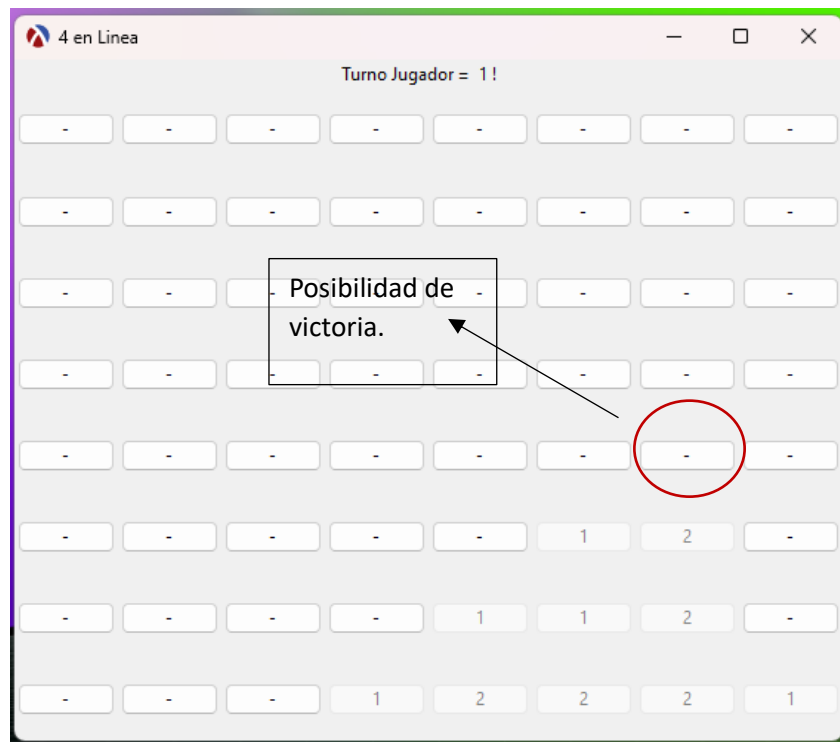 4 en Linea
Turno Jugador = 1 !
- - - - - - - -
- - - - - - - -
- - - - - - - -
Posibilidad de
victoria.
- - - - - - - -
- - - - - - - -
- - - - - 1 2 -
- - - - 1 1 2 -
- - - 1 2 2 2 1